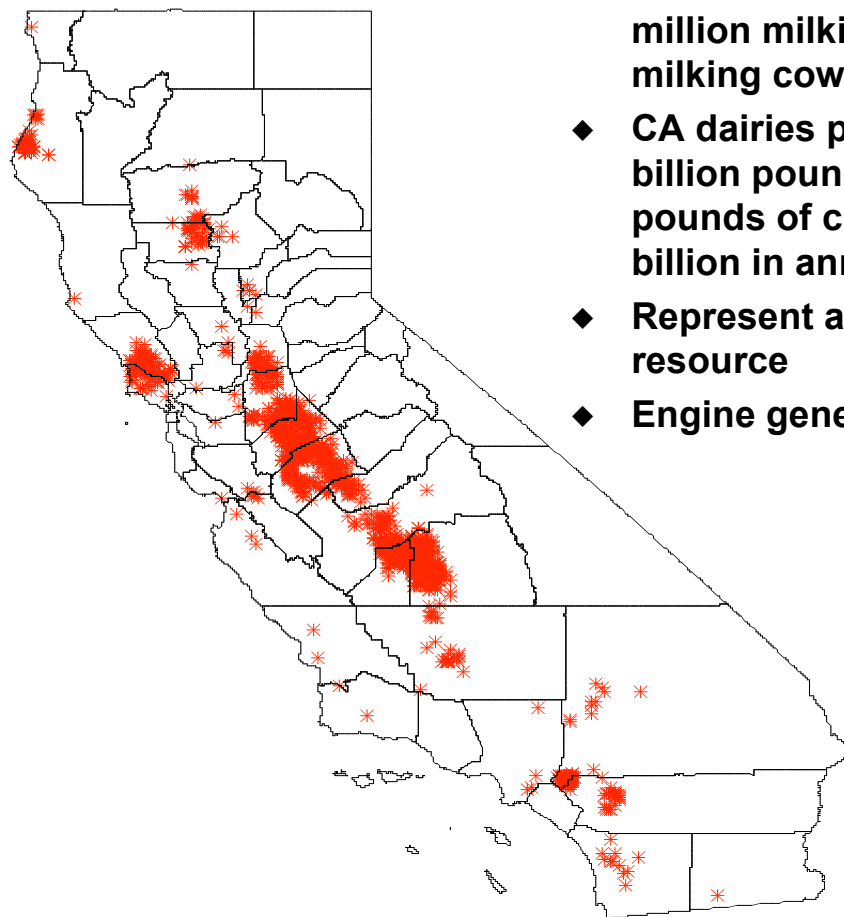 million milki
milking cow
◆ CA dairies p
billion poun
pounds of c
billion in ann
◆ Represent a
resource
◆ Engine gene